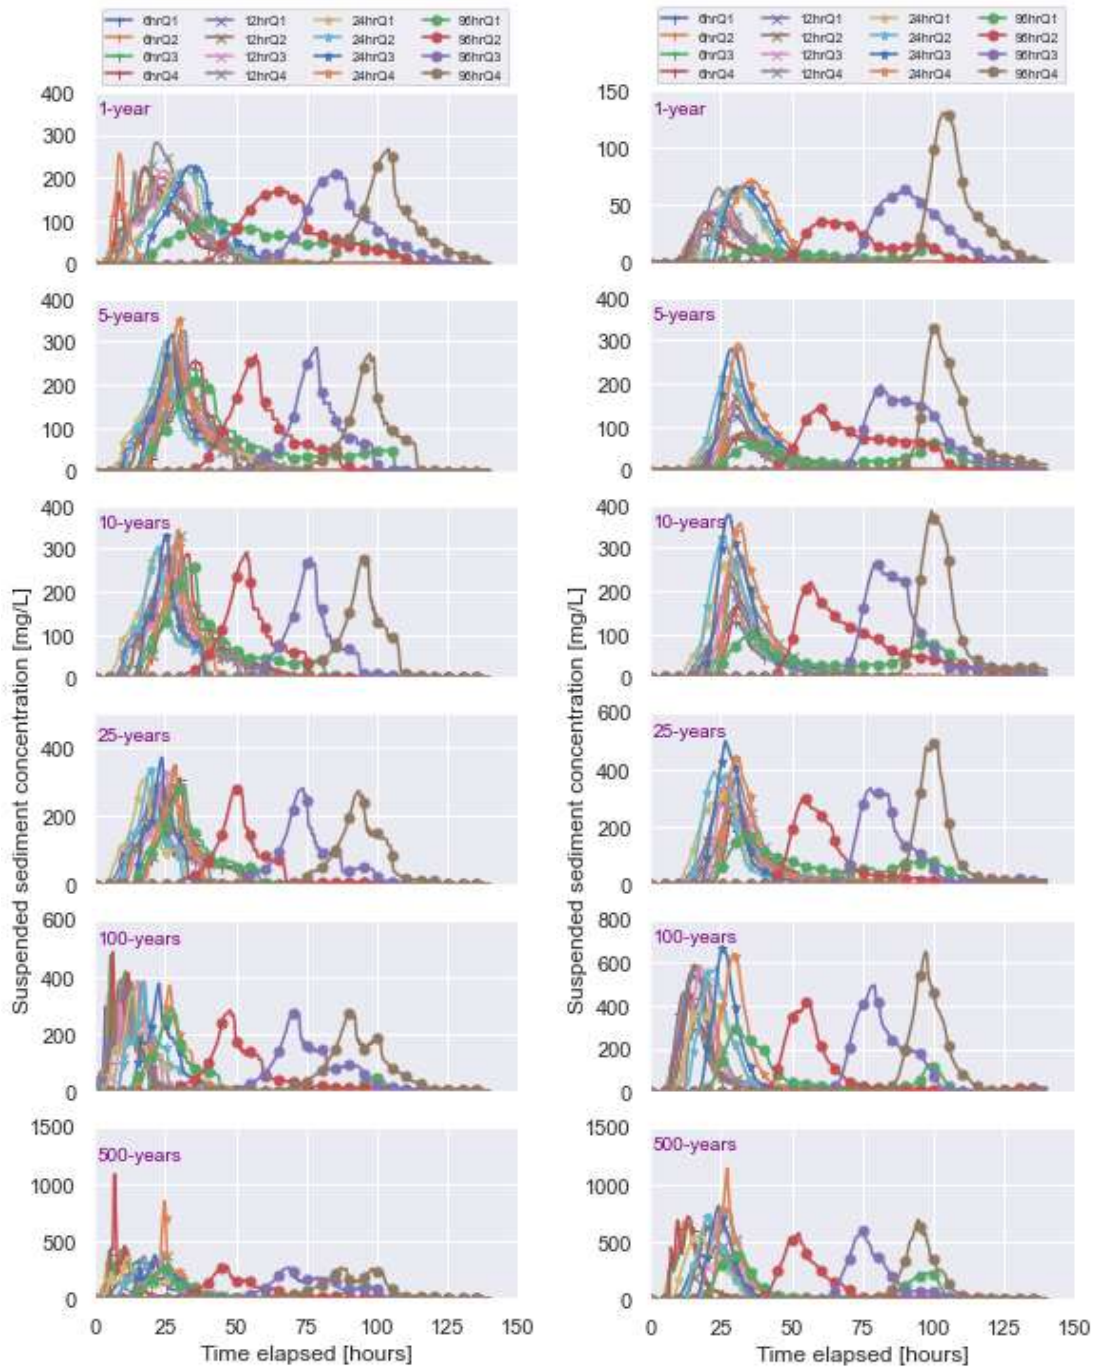 6hrQ1 12hrQ1 24hrQ1 96hrQ1
6hrQ2 12hrQ2 24hrQ2 96hrQ2
6hrQ3 12hrQ3 24hrQ3 96hrQ3
6hrQ4 12hrQ4 24hrQ4 96hrQ4
6hrQ1 12hrQ1 24hrQ1 96hrQ1
6hrQ2 12hrQ2 24hrQ2 96hrQ2
6hrQ3 12hrQ3 24hrQ3 96hrQ3
6hrQ4 12hrQ4 24hrQ4 96hrQ4
Suspended sediment concentration [mg/L]
400
1-year
300
200
100
0
400
5-years
300
200
100
0
400
10-years
300
200
100
0
25-years
400
200
0
600
100-years
400
200
0
1500
500-years
1000
500
0
0 25 50 75 100 125 150
Time elapsed [hours]
Suspended sediment concentration [mg/L]
150
1-year
100
50
0
400
5-years
300
200
100
0
400
10-years
300
200
100
0
600
25-years
400
200
0
800
100-years
600
400
200
0
1500
500-years
1000
500
0
0 25 50 75 100 125 150
Time elapsed [hours]